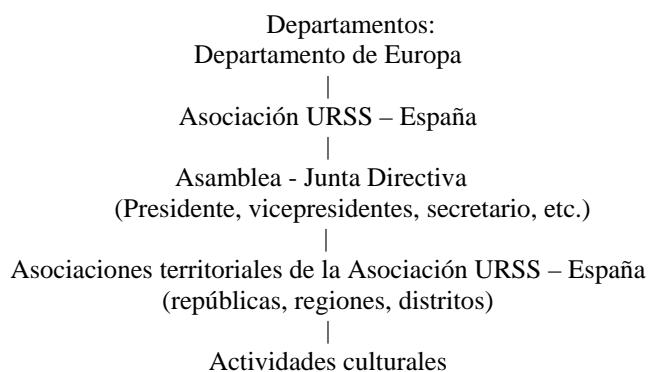 Departamentos:
Departamento de Europa
|
Asociación URSS – España
|
Asamblea - Junta Directiva
(Presidente, vicepresidentes, secretario, etc.)
|
Asociaciones territoriales de la Asociación URSS – España
(repúblicas, regiones, distritos)
|
Actividades culturales